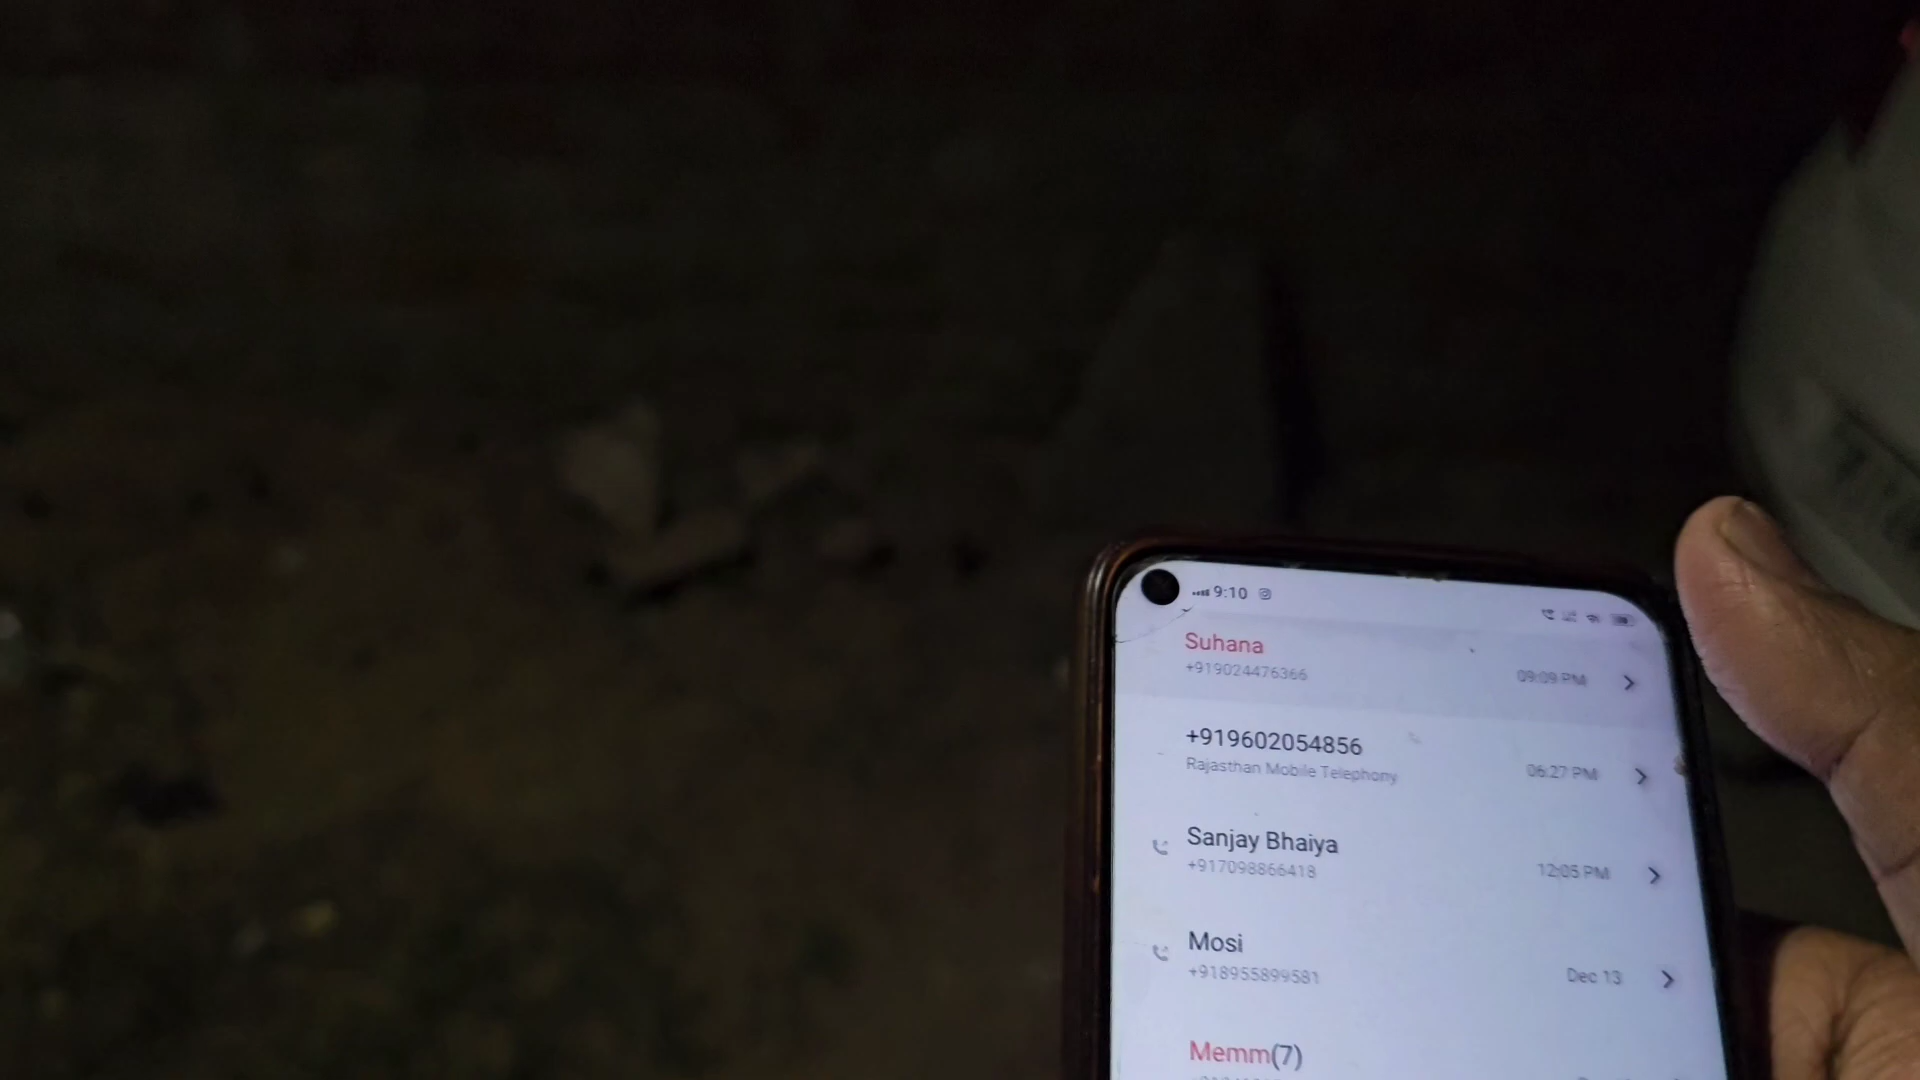 9:10
Suhana
+919024476366
09:09 PM
+919602054856
Rajasthan Mobile Telephony
06:27 PM
Sanjay Bhaiya
+917098866418
12:05 PM
Mosi
+918955899581
Dec 13
Memm(7)